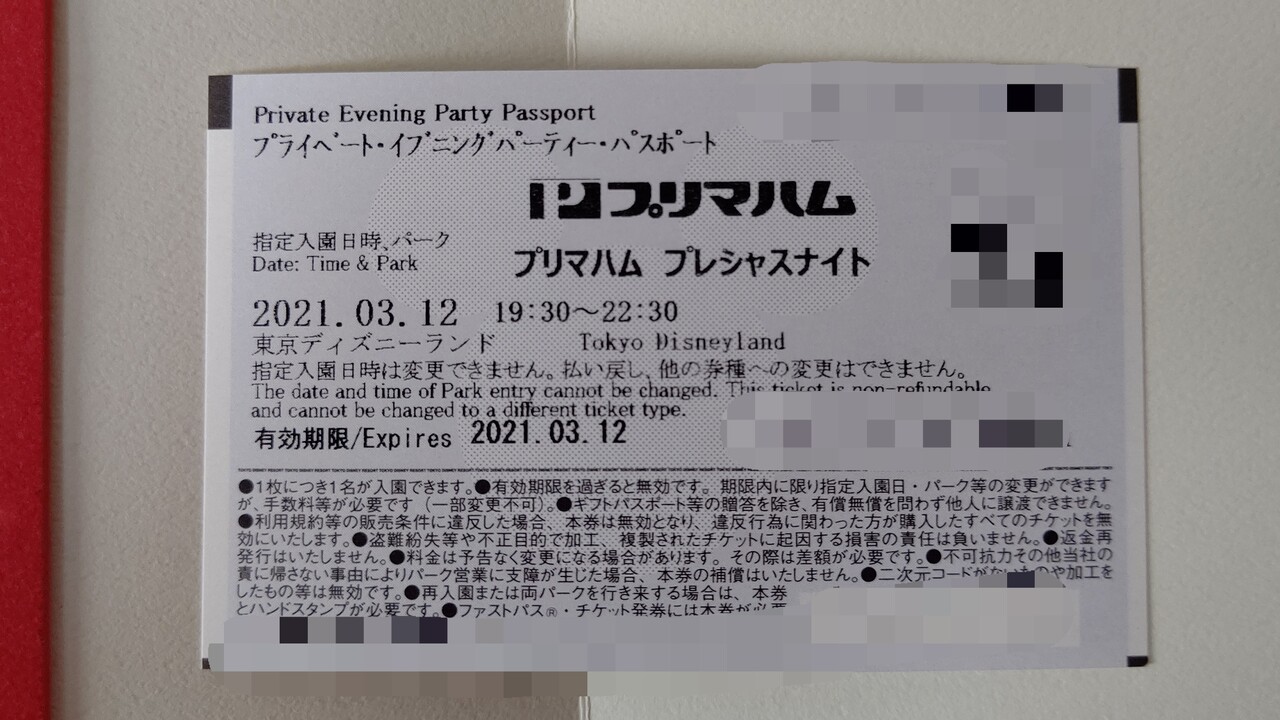 Private Evening Party Passport
プライベート・イブニングパーティー・パスポート
プリマハム
指定入園日時、パーク
Date: Time & Park
プリマハム プレシャスナイト
2021.03.12 19:30～22:30
東京ディズニーランド Tokyo Disneyland
指定入園日時は変更できません。払い戻し、他の券種への変更はできません。
The date and time of Park entry cannot be changed. This ticket is non-refundable
and cannot be changed to a different ticket type.
有効期限/Expires 2021.03.12
●1枚につき1名が入園できます。●有効期限を過ぎると無効です。期限内に限り指定入園日・パーク等の変更ができます
が、手数料等が必要です（一部変更不可）。●ギフトパスポート等の贈答を除き、有償無償を問わず他人に譲渡できません。
●利用規約等の販売条件に違反した場合、本券は無効となり、違反行為に関わった方が購入したすべてのチケットを無
効にいたします。●盗難紛失等や不正目的で加工、複製されたチケットに起因する損害の責任は負いません。●返金再
発行はいたしません。●料金は予告なく変更になる場合があります。その際は差額が必要です。●不可抗力その他当社の
責に帰さない事由によりパーク営業に支障が生じた場合、本券の補償はいたしません。●二次元コードがないものや加工を
したもの等は無効です。●再入園または両パークを行き来する場合は、本券
とハンドスタンプが必要です。●ファストパス®・チケット発券には本券が必要